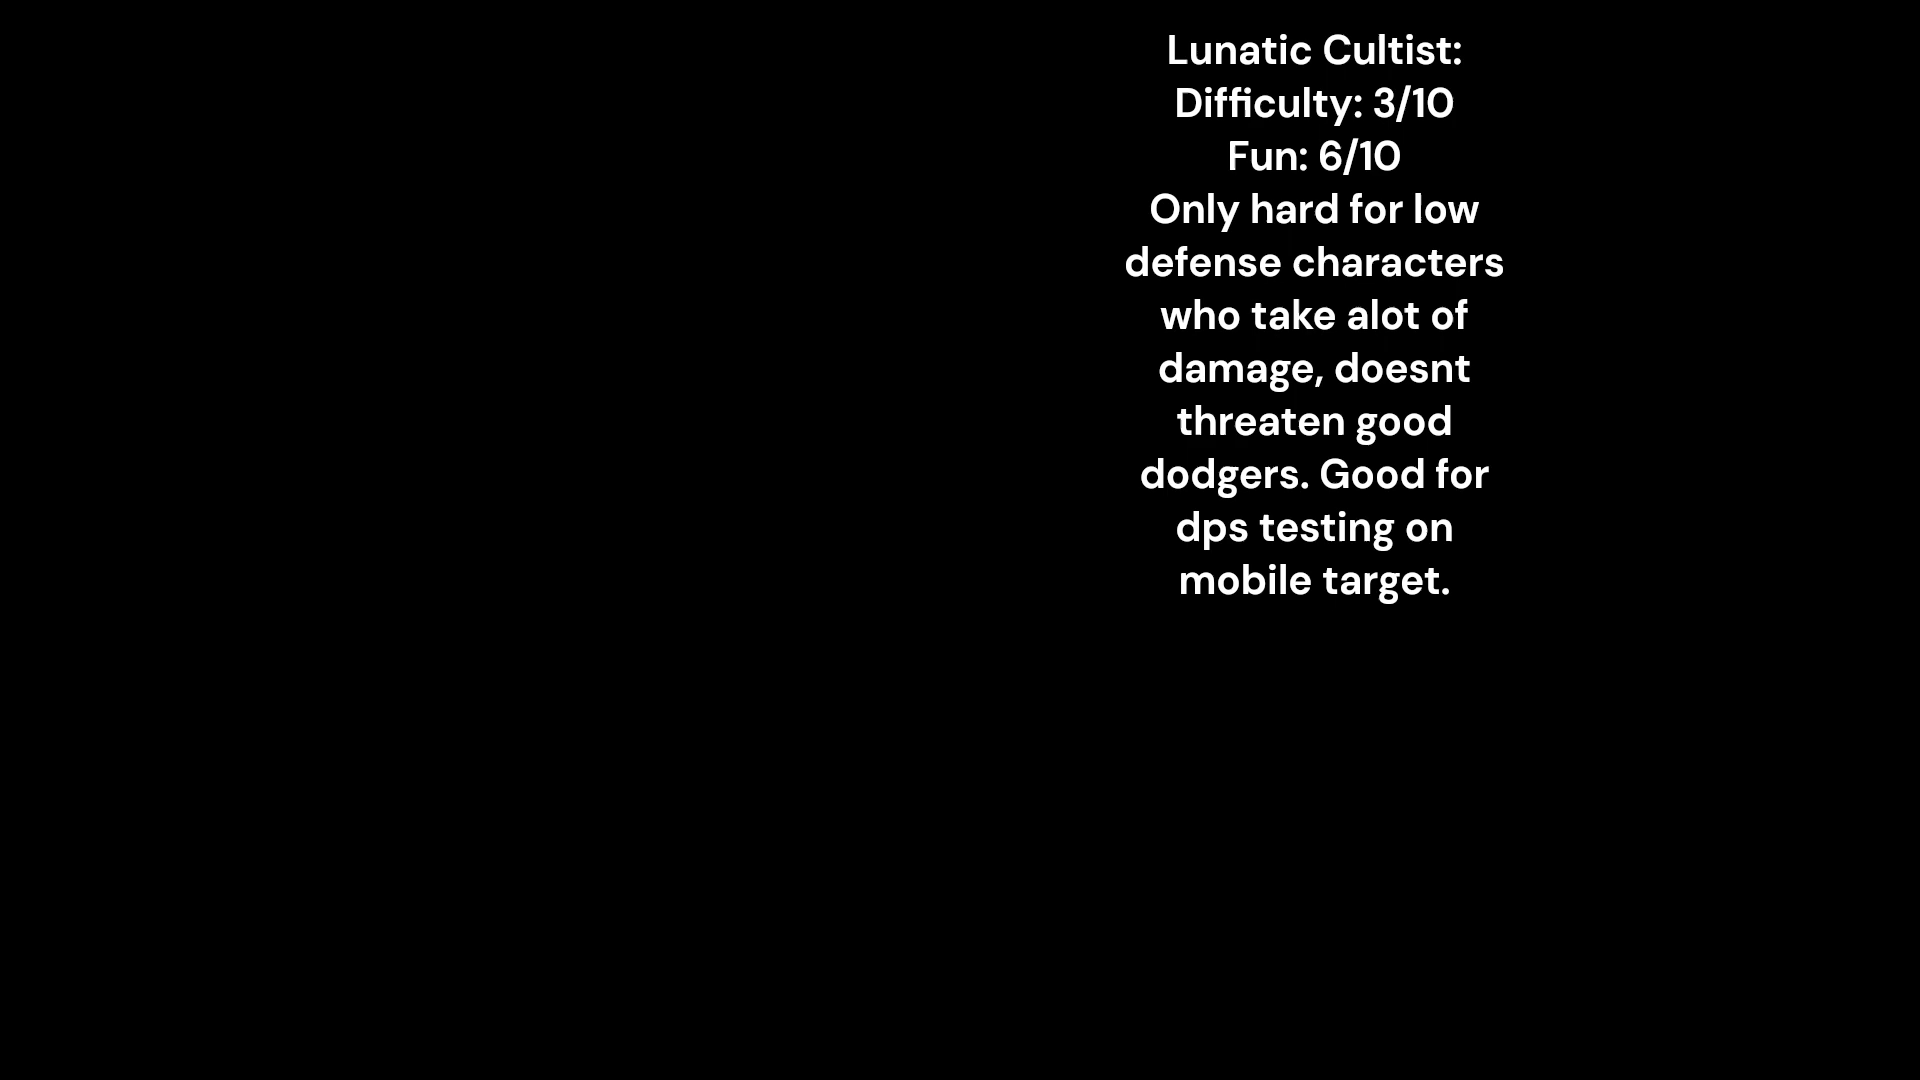 Lunatic Cultist:
Difficulty: 3/10
Fun: 6/10
Only hard for low
defense characters
who take alot of
damage, doesnt
threaten good
dodgers. Good for
dps testing on
mobile target.